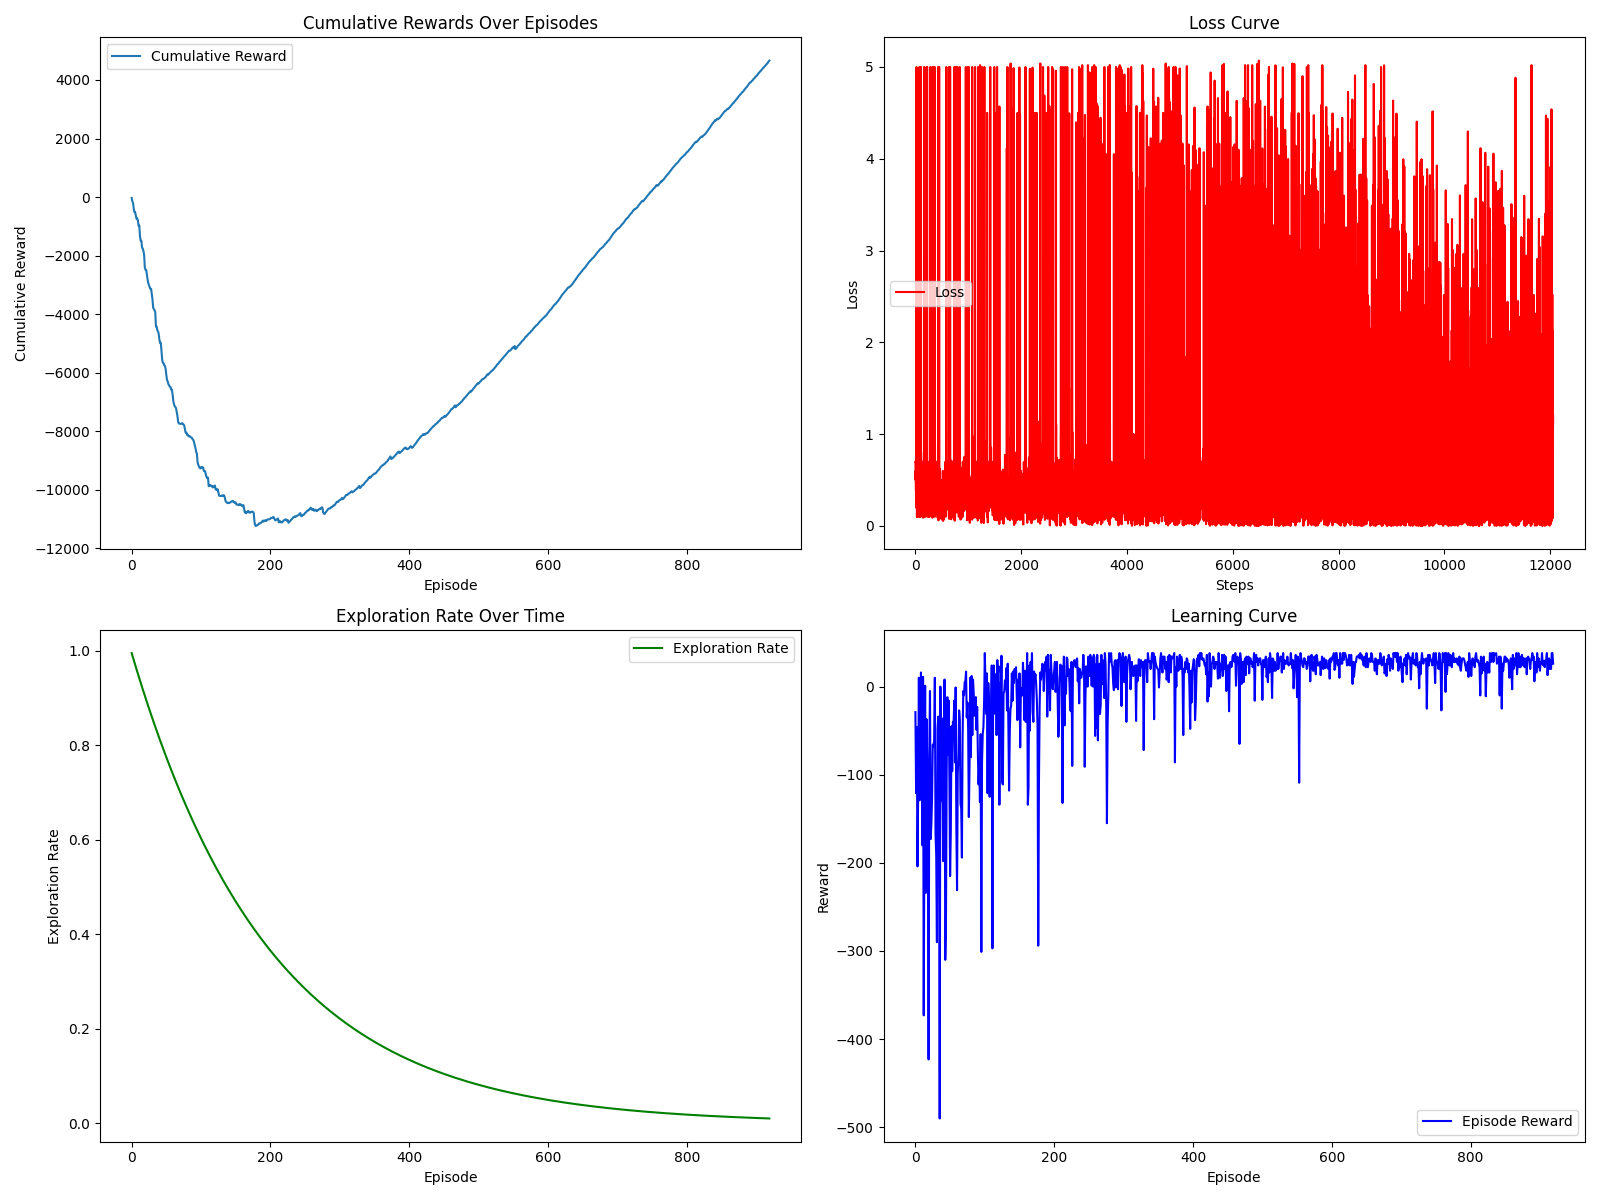 Cumulative Rewards Over Episodes
Cumulative Reward
4000
2000
0
−2000
−4000
−6000
−8000
−10000
−12000
Cumulative Reward
0 200 400 600 800
Episode
Loss Curve
Loss
5
4
3
2
1
0
Loss
0 2000 4000 6000 8000 10000 12000
Steps
Exploration Rate Over Time
Exploration Rate
1.0
0.8
0.6
0.4
0.2
0.0
Exploration Rate
0 200 400 600 800
Episode
Learning Curve
0
−100
−200
−300
−400
−500
Reward
Episode Reward
0 200 400 600 800
Episode